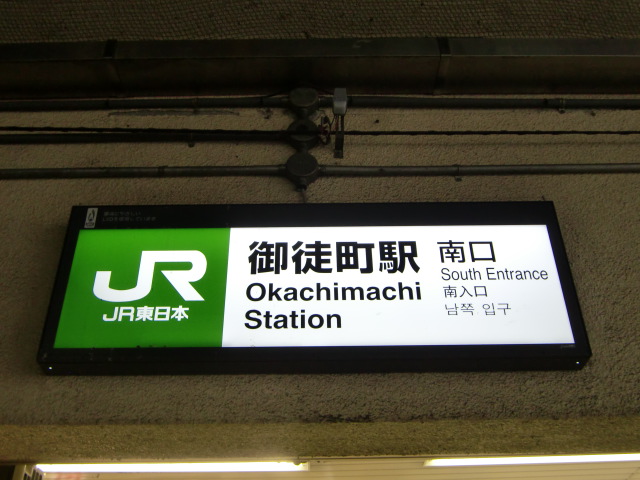 JR
JR東日本
御徒町駅
Okachimachi
Station
南口
South Entrance
南入口
남쪽 입구